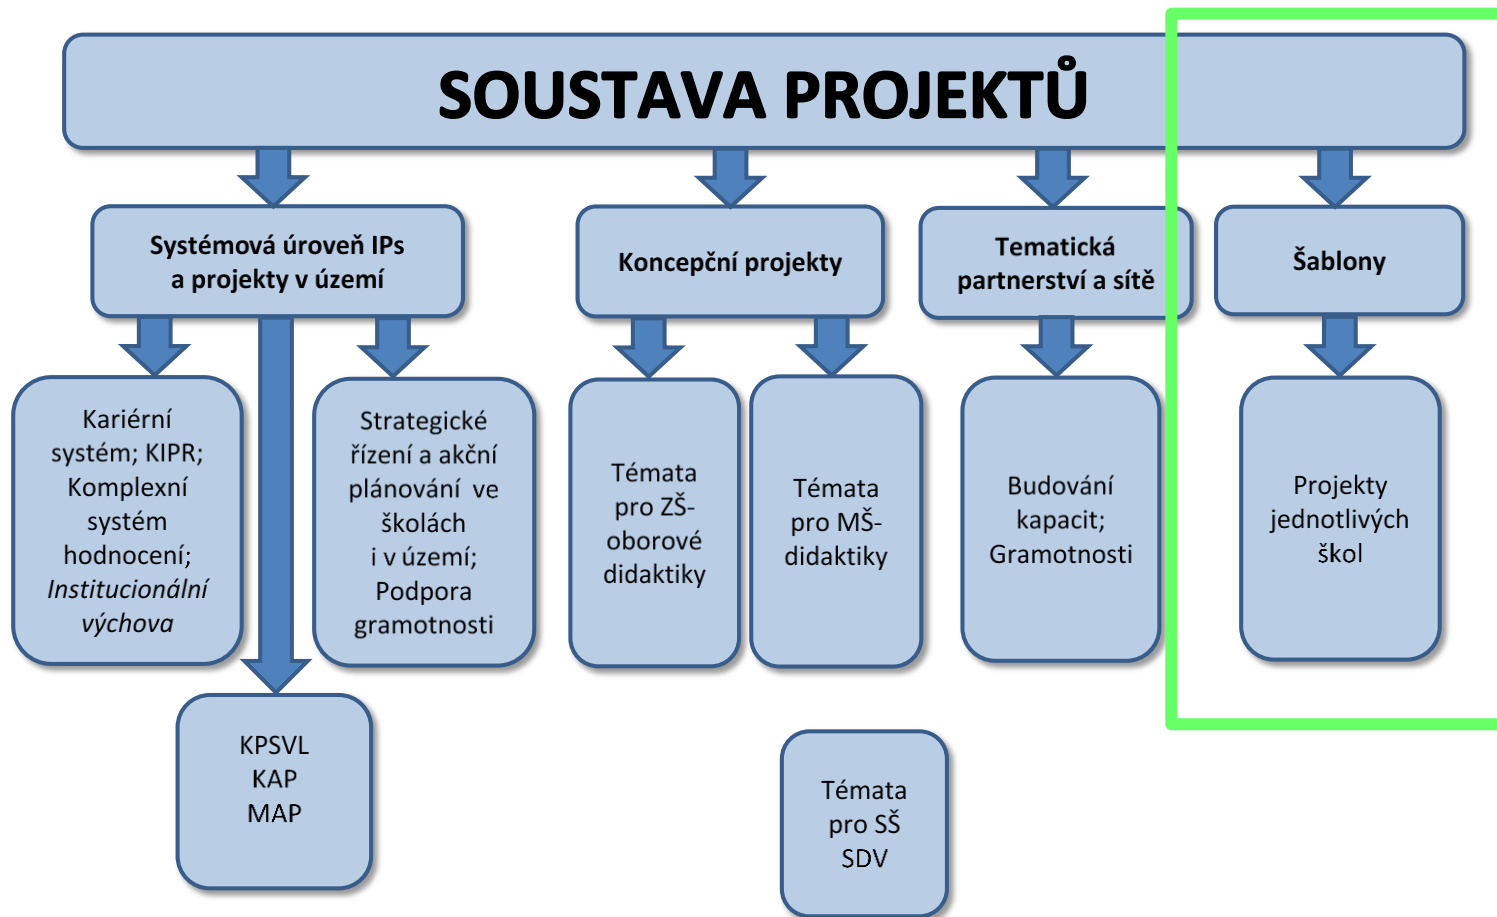 SOUSTAVA PROJEKTŮ
Systémová úroveň IPs
a projekty v území
Koncepční projekty
Tematická
partnerství a sítě
Šablony
Kariérní
systém; KIPR;
Komplexní
systém
hodnocení;
Institucionální
výchova
Strategické
řízení a akční
plánování ve
školách
i v území;
Podpora
gramotnosti
Témata
pro ZŠ-
oborové
didaktiky
Témata
pro MŠ-
didaktiky
Budování
kapacit;
Gramotnosti
Projekty
jednotlivých
škol
KPSVL
KAP
MAP
Témata
pro SŠ
SDV